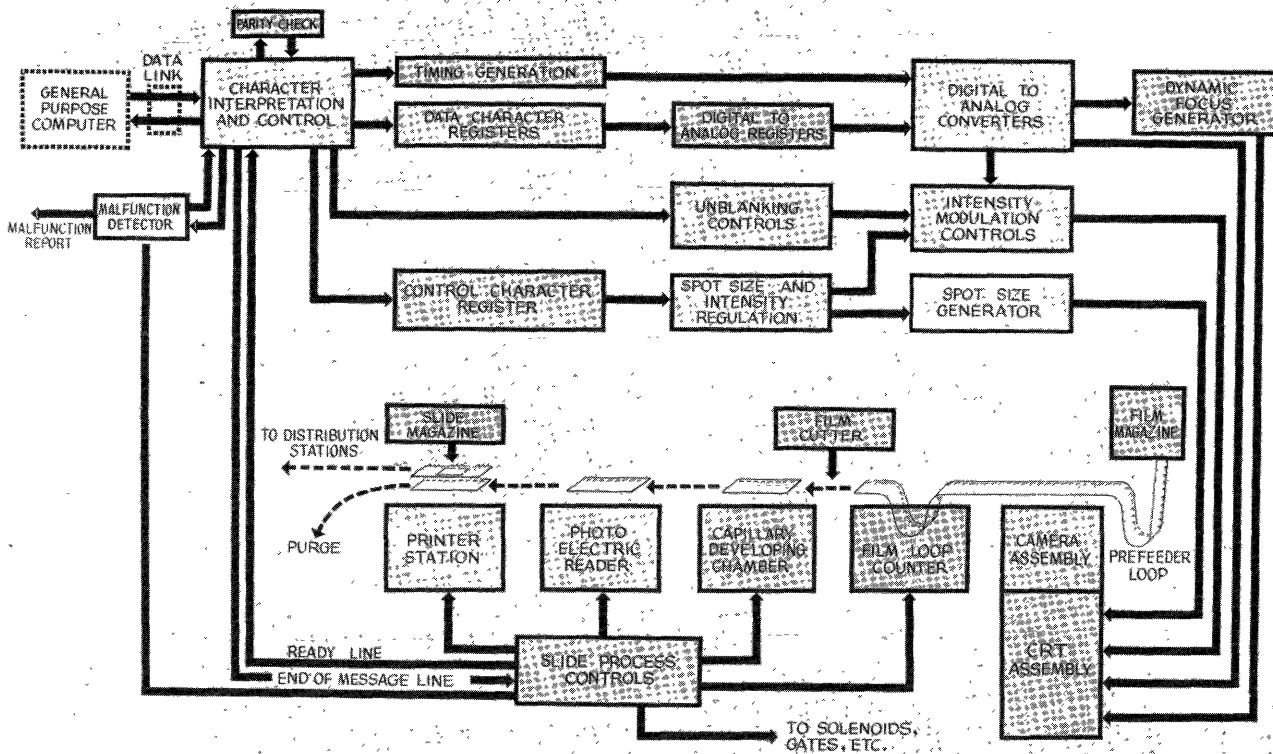 PARITY CHECK
DATA
LINK
GENERAL
PURPOSE
COMPUTER
CHARACTER
INTERPRETATION
AND CONTROL
TIMING GENERATION
DATA CHARACTER
REGISTERS
DIGITAL TO
ANALOG REGISTERS
DIGITAL TO
ANALOG
CONVERTERS
DYNAMIC
FOCUS
GENERATOR
MALFUNCTION
DETECTOR
MALFUNCTION
REPORT
UNBLANKING
CONTROLS
INTENSITY
MODULATION
CONTROLS
CONTROL CHARACTER
REGISTER
SPOT SIZE AND
INTENSITY
REGULATION
SPOT SIZE
GENERATOR
SLIDE
MAGAZINE
FILM
CUTTER
FILM
MAGAZINE
TO DISTRIBUTION
STATIONS
PURGE
PRINTER
STATION
PHOTO
ELECTRIC
READER
CAPILLARY
DEVELOPING
CHAMBER
FILM LOOP
COUNTER
CAMERA
ASSEMBLY
PREFEEDER
LOOP
CRT
ASSEMBLY
READY LINE
END OF MESSAGE LINE
SLIDE PROCESS
CONTROLS
TO SOLENOIDS,
GATES, ETC.